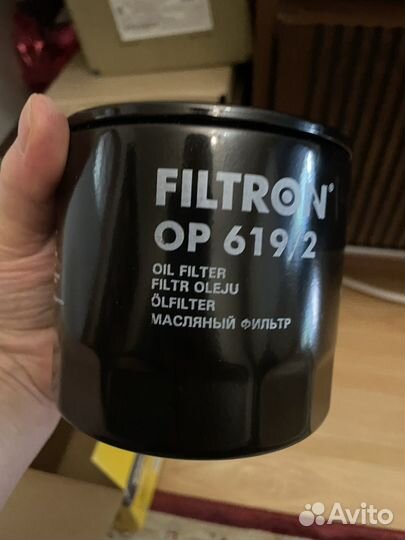 FILTRON
OP 619/2
OIL FILTER
FILTR OLEJU
ÖLFILTER
МАСЛЯНЫЙ ФИЛЬТР
Avito